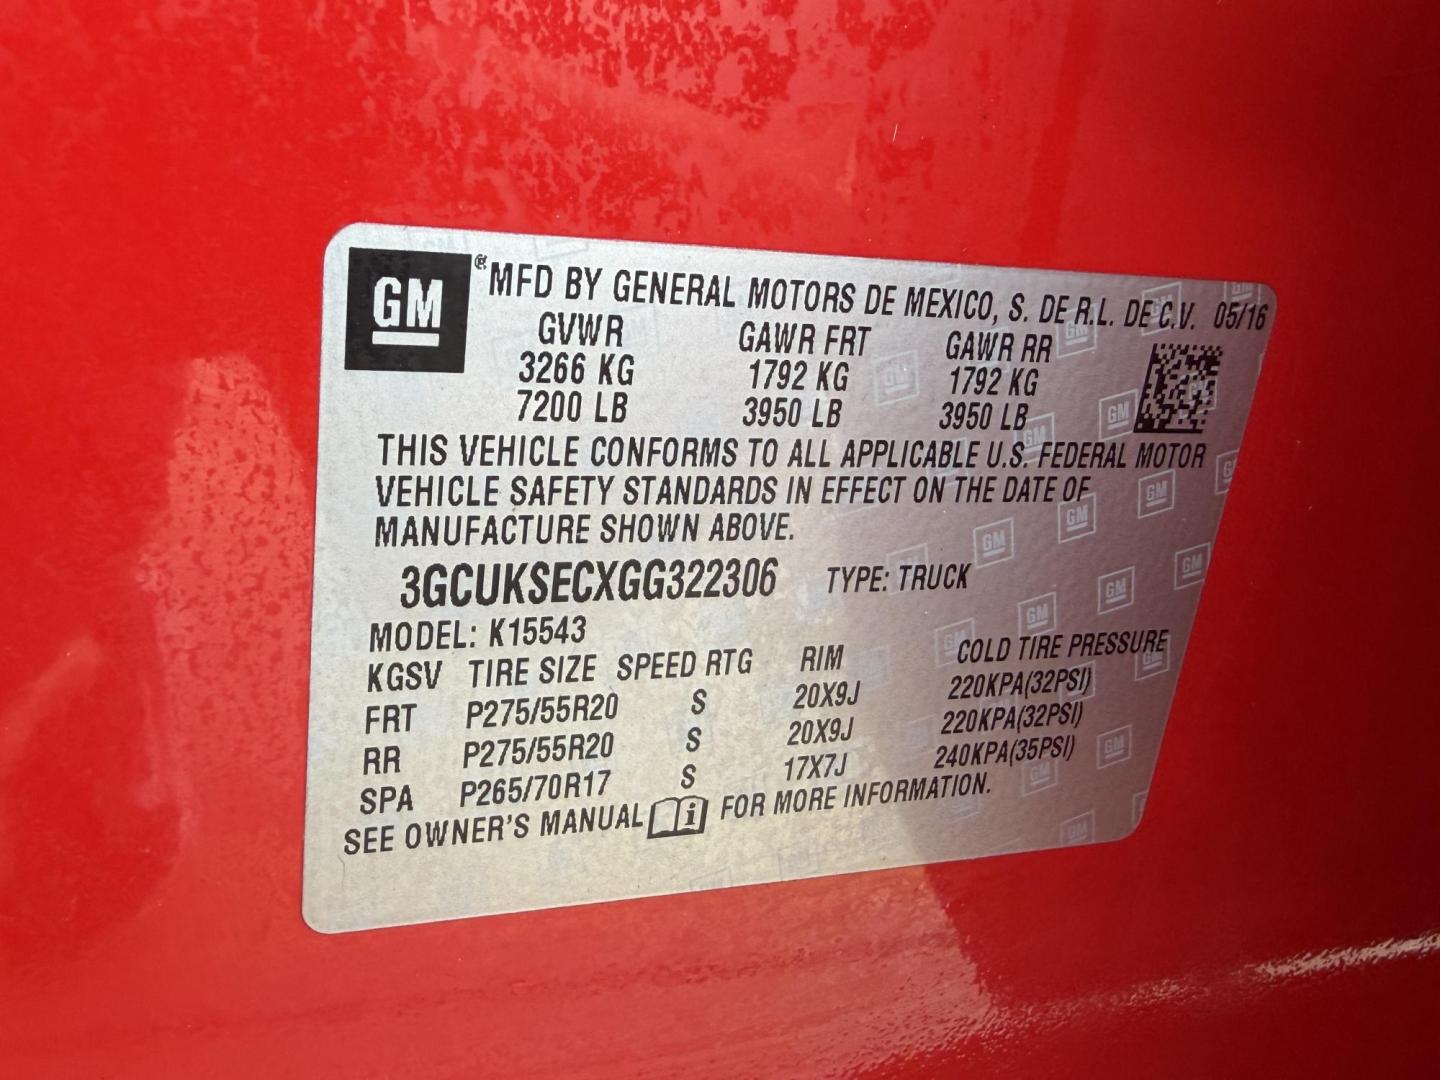 GM ® MFD BY GENERAL MOTORS DE MEXICO, S. DE R.L. DE C.V. 05/16
GVWR GAWR FRT GAWR RR
3266 KG 1792 KG 1792 KG
7200 LB 3950 LB 3950 LB
THIS VEHICLE CONFORMS TO ALL APPLICABLE U.S. FEDERAL MOTOR
VEHICLE SAFETY STANDARDS IN EFFECT ON THE DATE OF
MANUFACTURE SHOWN ABOVE.
3GCUKSECXGG322306 TYPE: TRUCK
MODEL: K15543
KGSV TIRE SIZE SPEED RTG RIM COLD TIRE PRESSURE
FRT P275/55R20 S 20X9J 220KPA(32PSI)
RR P275/55R20 S 20X9J 220KPA(32PSI)
SPA P265/70R17 S 17X7J 240KPA(35PSI)
SEE OWNER'S MANUAL i FOR MORE INFORMATION.